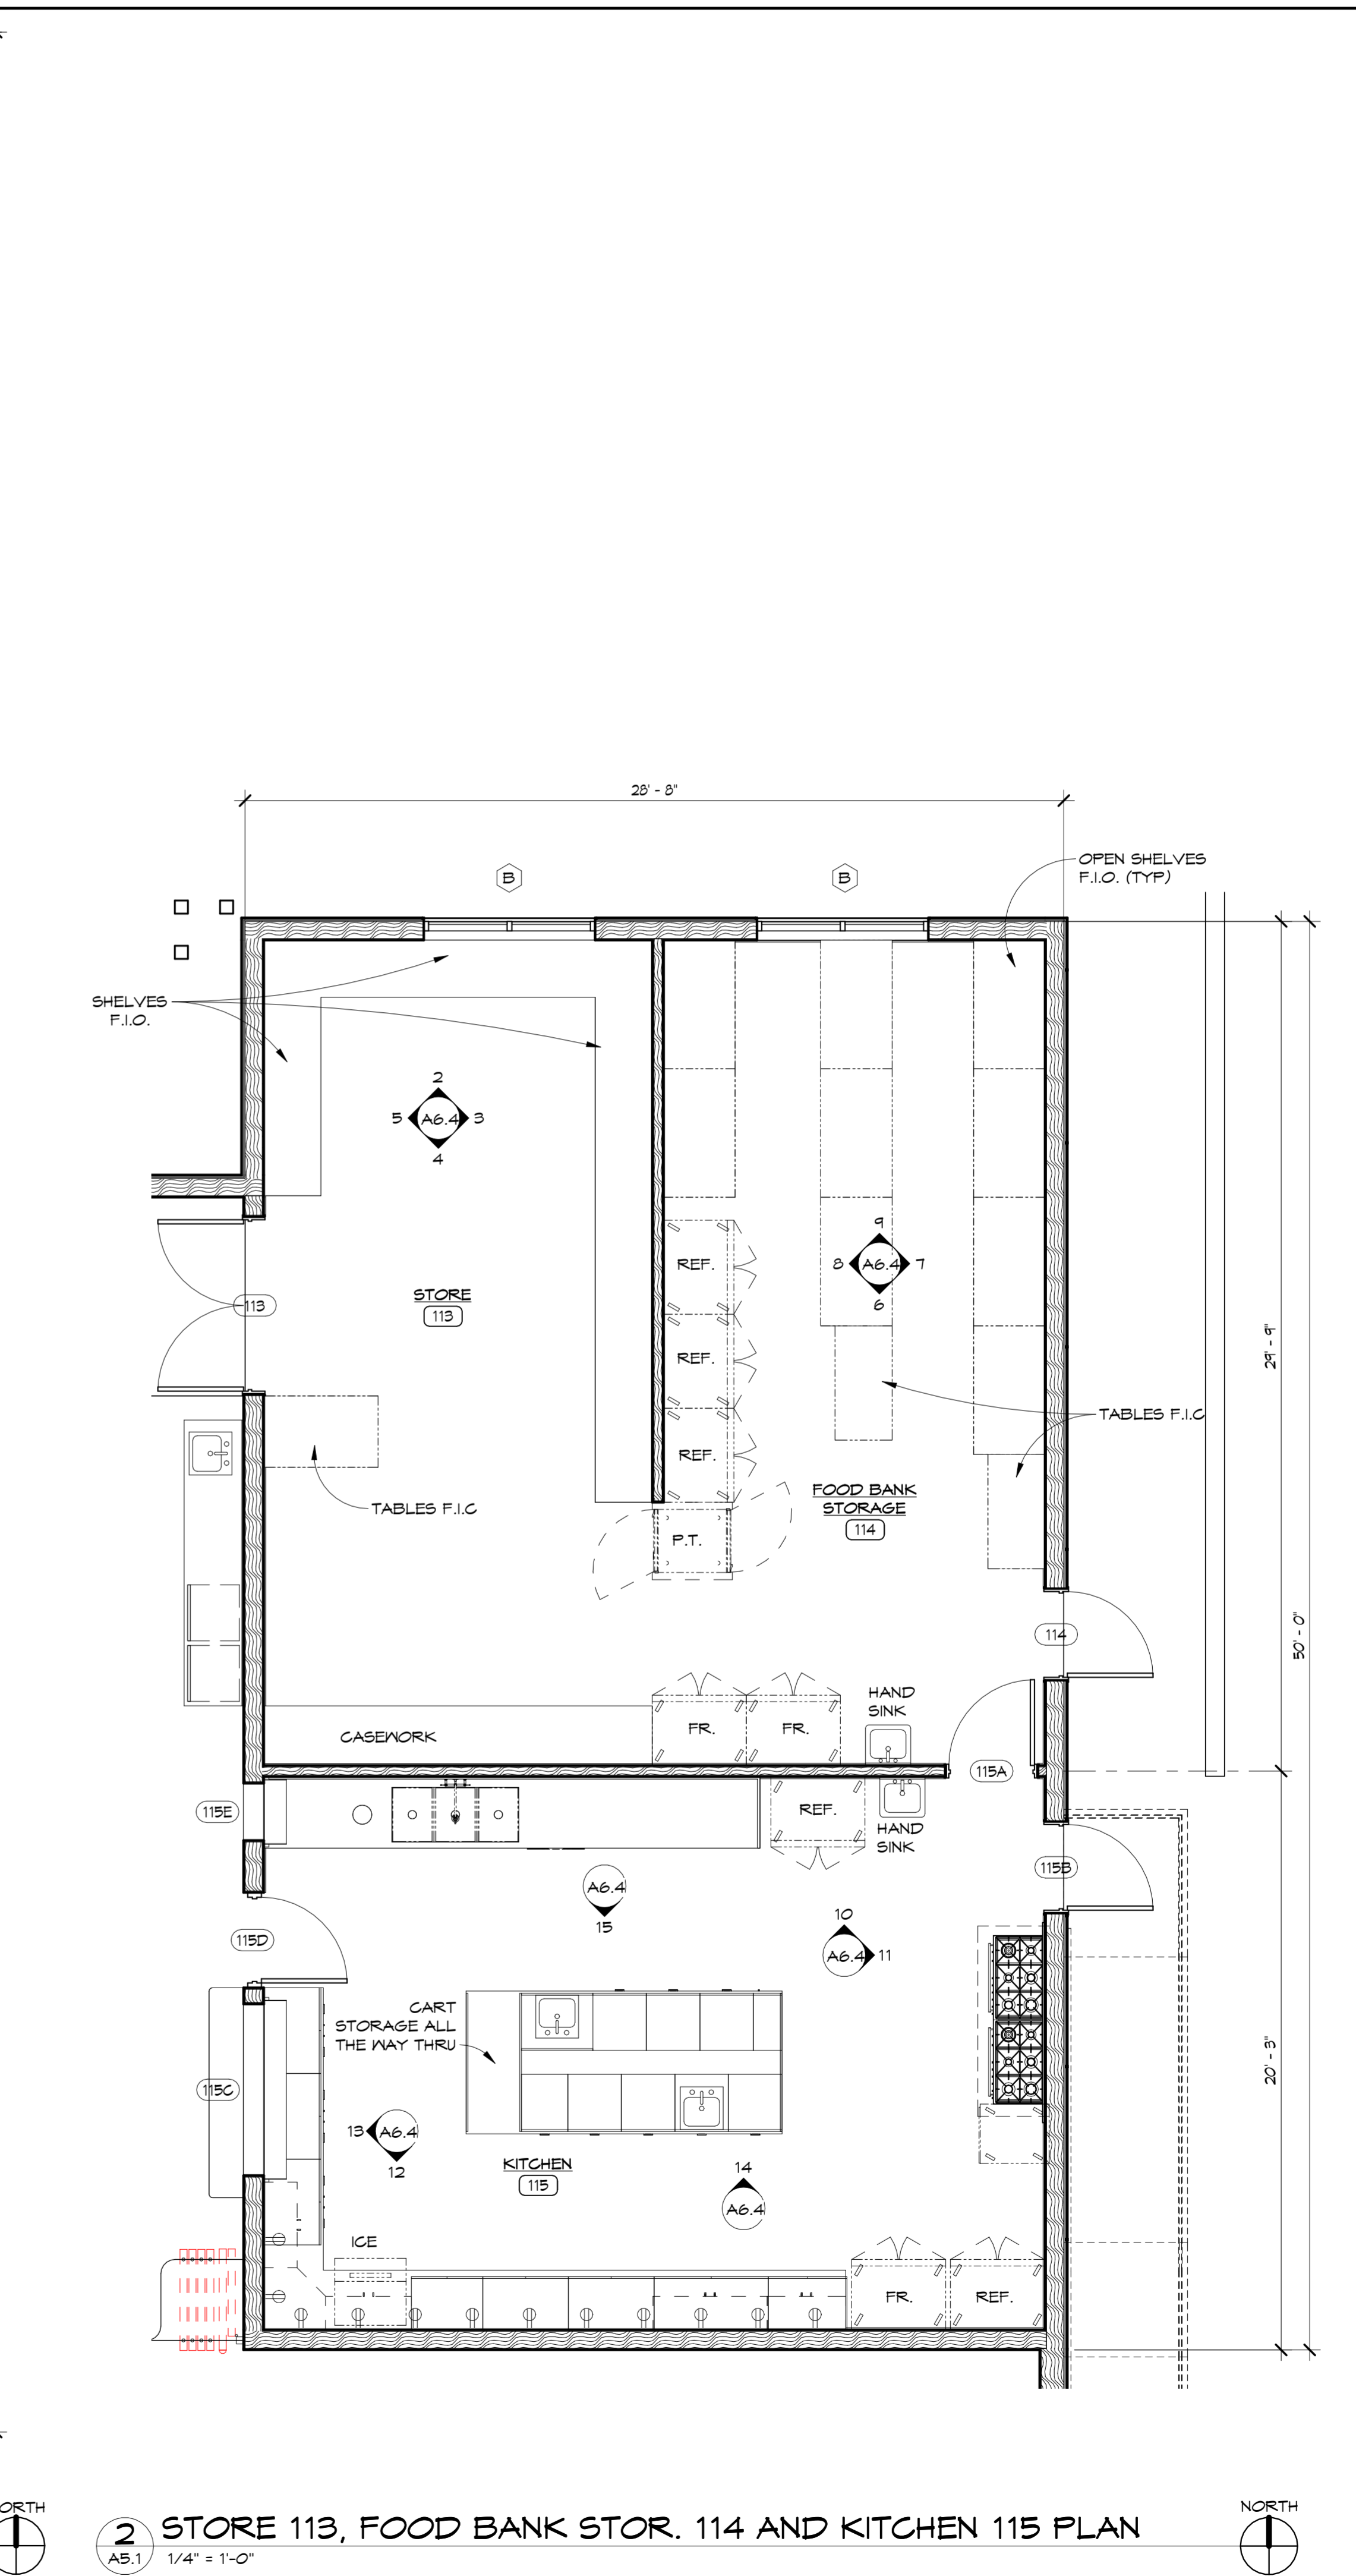 28' - 8"
B
B
OPEN SHELVES
F.I.O. (TYP)
SHELVES
F.I.O.
2
5
A6.4
3
4
9
8
A6.4
7
6
REF.
STORE
113
113
REF.
29' - 9"
TABLES F.I.C
REF.
FOOD BANK
STORAGE
114
TABLES F.I.C
P.T.
114
50' - 0"
HAND
SINK
FR.
FR.
CASEWORK
115A
115E
REF.
HAND
SINK
115B
A6.4
15
10
A6.4
11
115D
CART
STORAGE ALL
THE WAY THRU
20' - 3"
115C
13
A6.4
12
KITCHEN
115
14
A6.4
ICE
FR.
REF.
ORTH
NORTH
2
A5.1
STORE 113, FOOD BANK STOR. 114 AND KITCHEN 115 PLAN
1/4" = 1'-0"